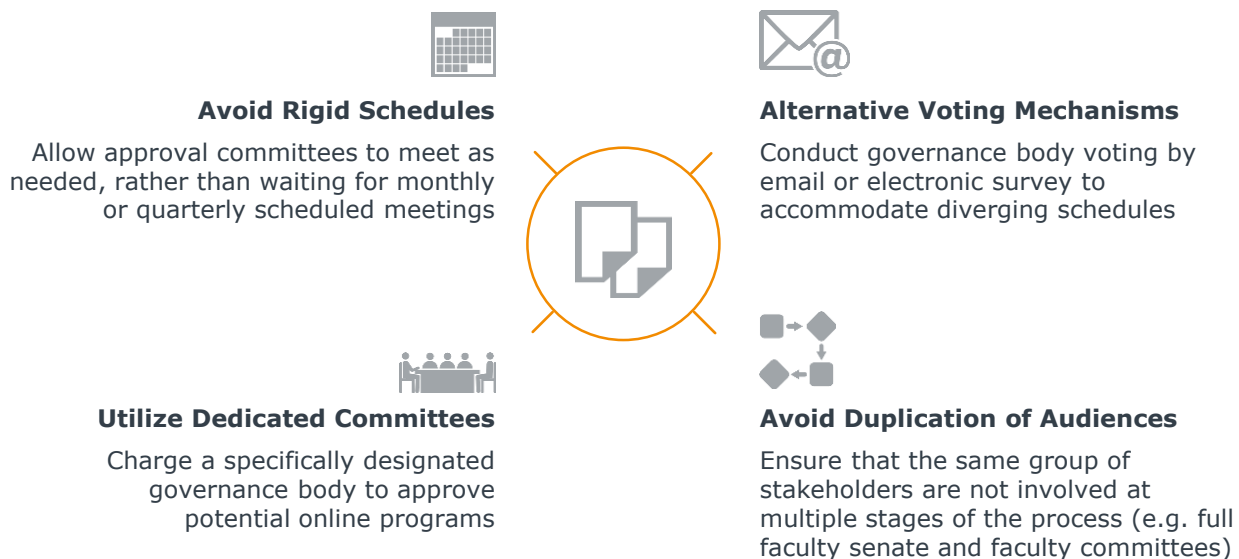 Avoid Rigid Schedules
Allow approval committees to meet as
needed, rather than waiting for monthly
or quarterly scheduled meetings
@
Alternative Voting Mechanisms
Conduct governance body voting by
email or electronic survey to
accommodate diverging schedules
Utilize Dedicated Committees
Charge a specifically designated
governance body to approve
potential online programs
Avoid Duplication of Audiences
Ensure that the same group of
stakeholders are not involved at
multiple stages of the process (e.g. full
faculty senate and faculty committees)